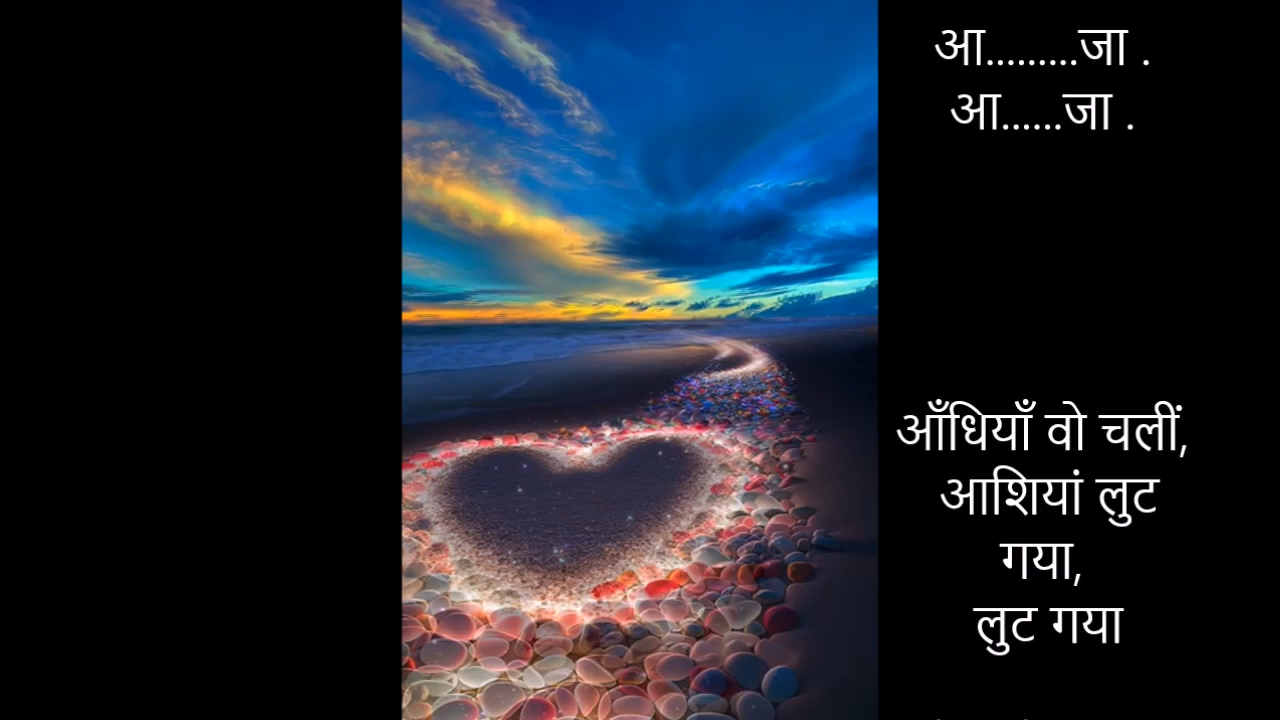 आ.........जा .
आ......जा .
आँधियाँ वो चलीं,
आशियां लुट
गया,
लुट गया